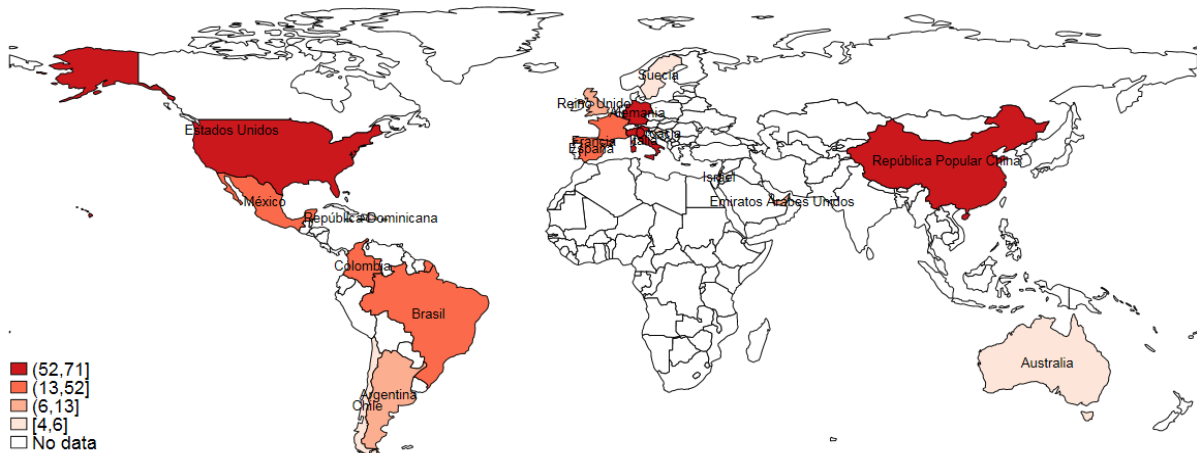 Suecia
Reino Unido
Alemania
Estados Unidos
Francia
Italia
España
República Popular China
Israel
México
Emiratos Árabes Unidos
República Dominicana
Colombia
Brasil
Australia
Argentina
Chile
(52,71]
(13,52]
(6,13]
[4,6]
No data